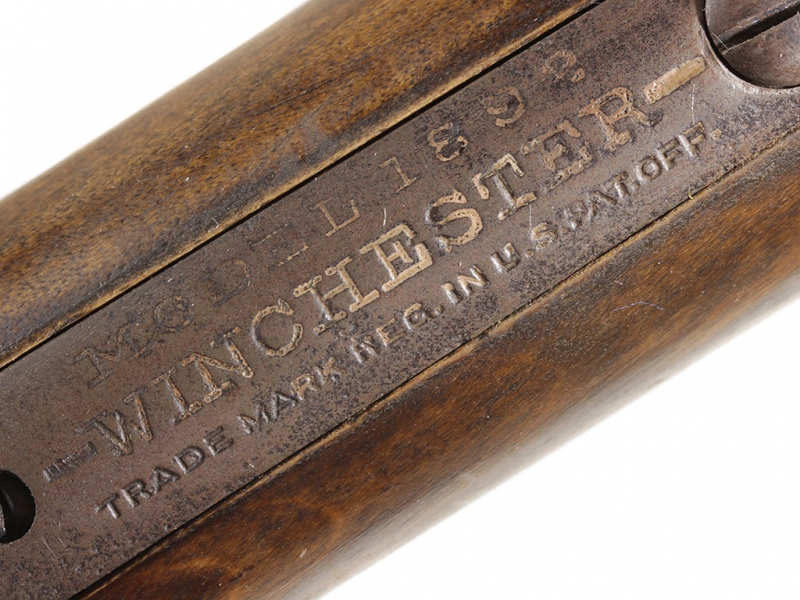 MODEL 1892
-WINCHESTER-
TRADE MARK REG. IN U.S. PAT. OFF.